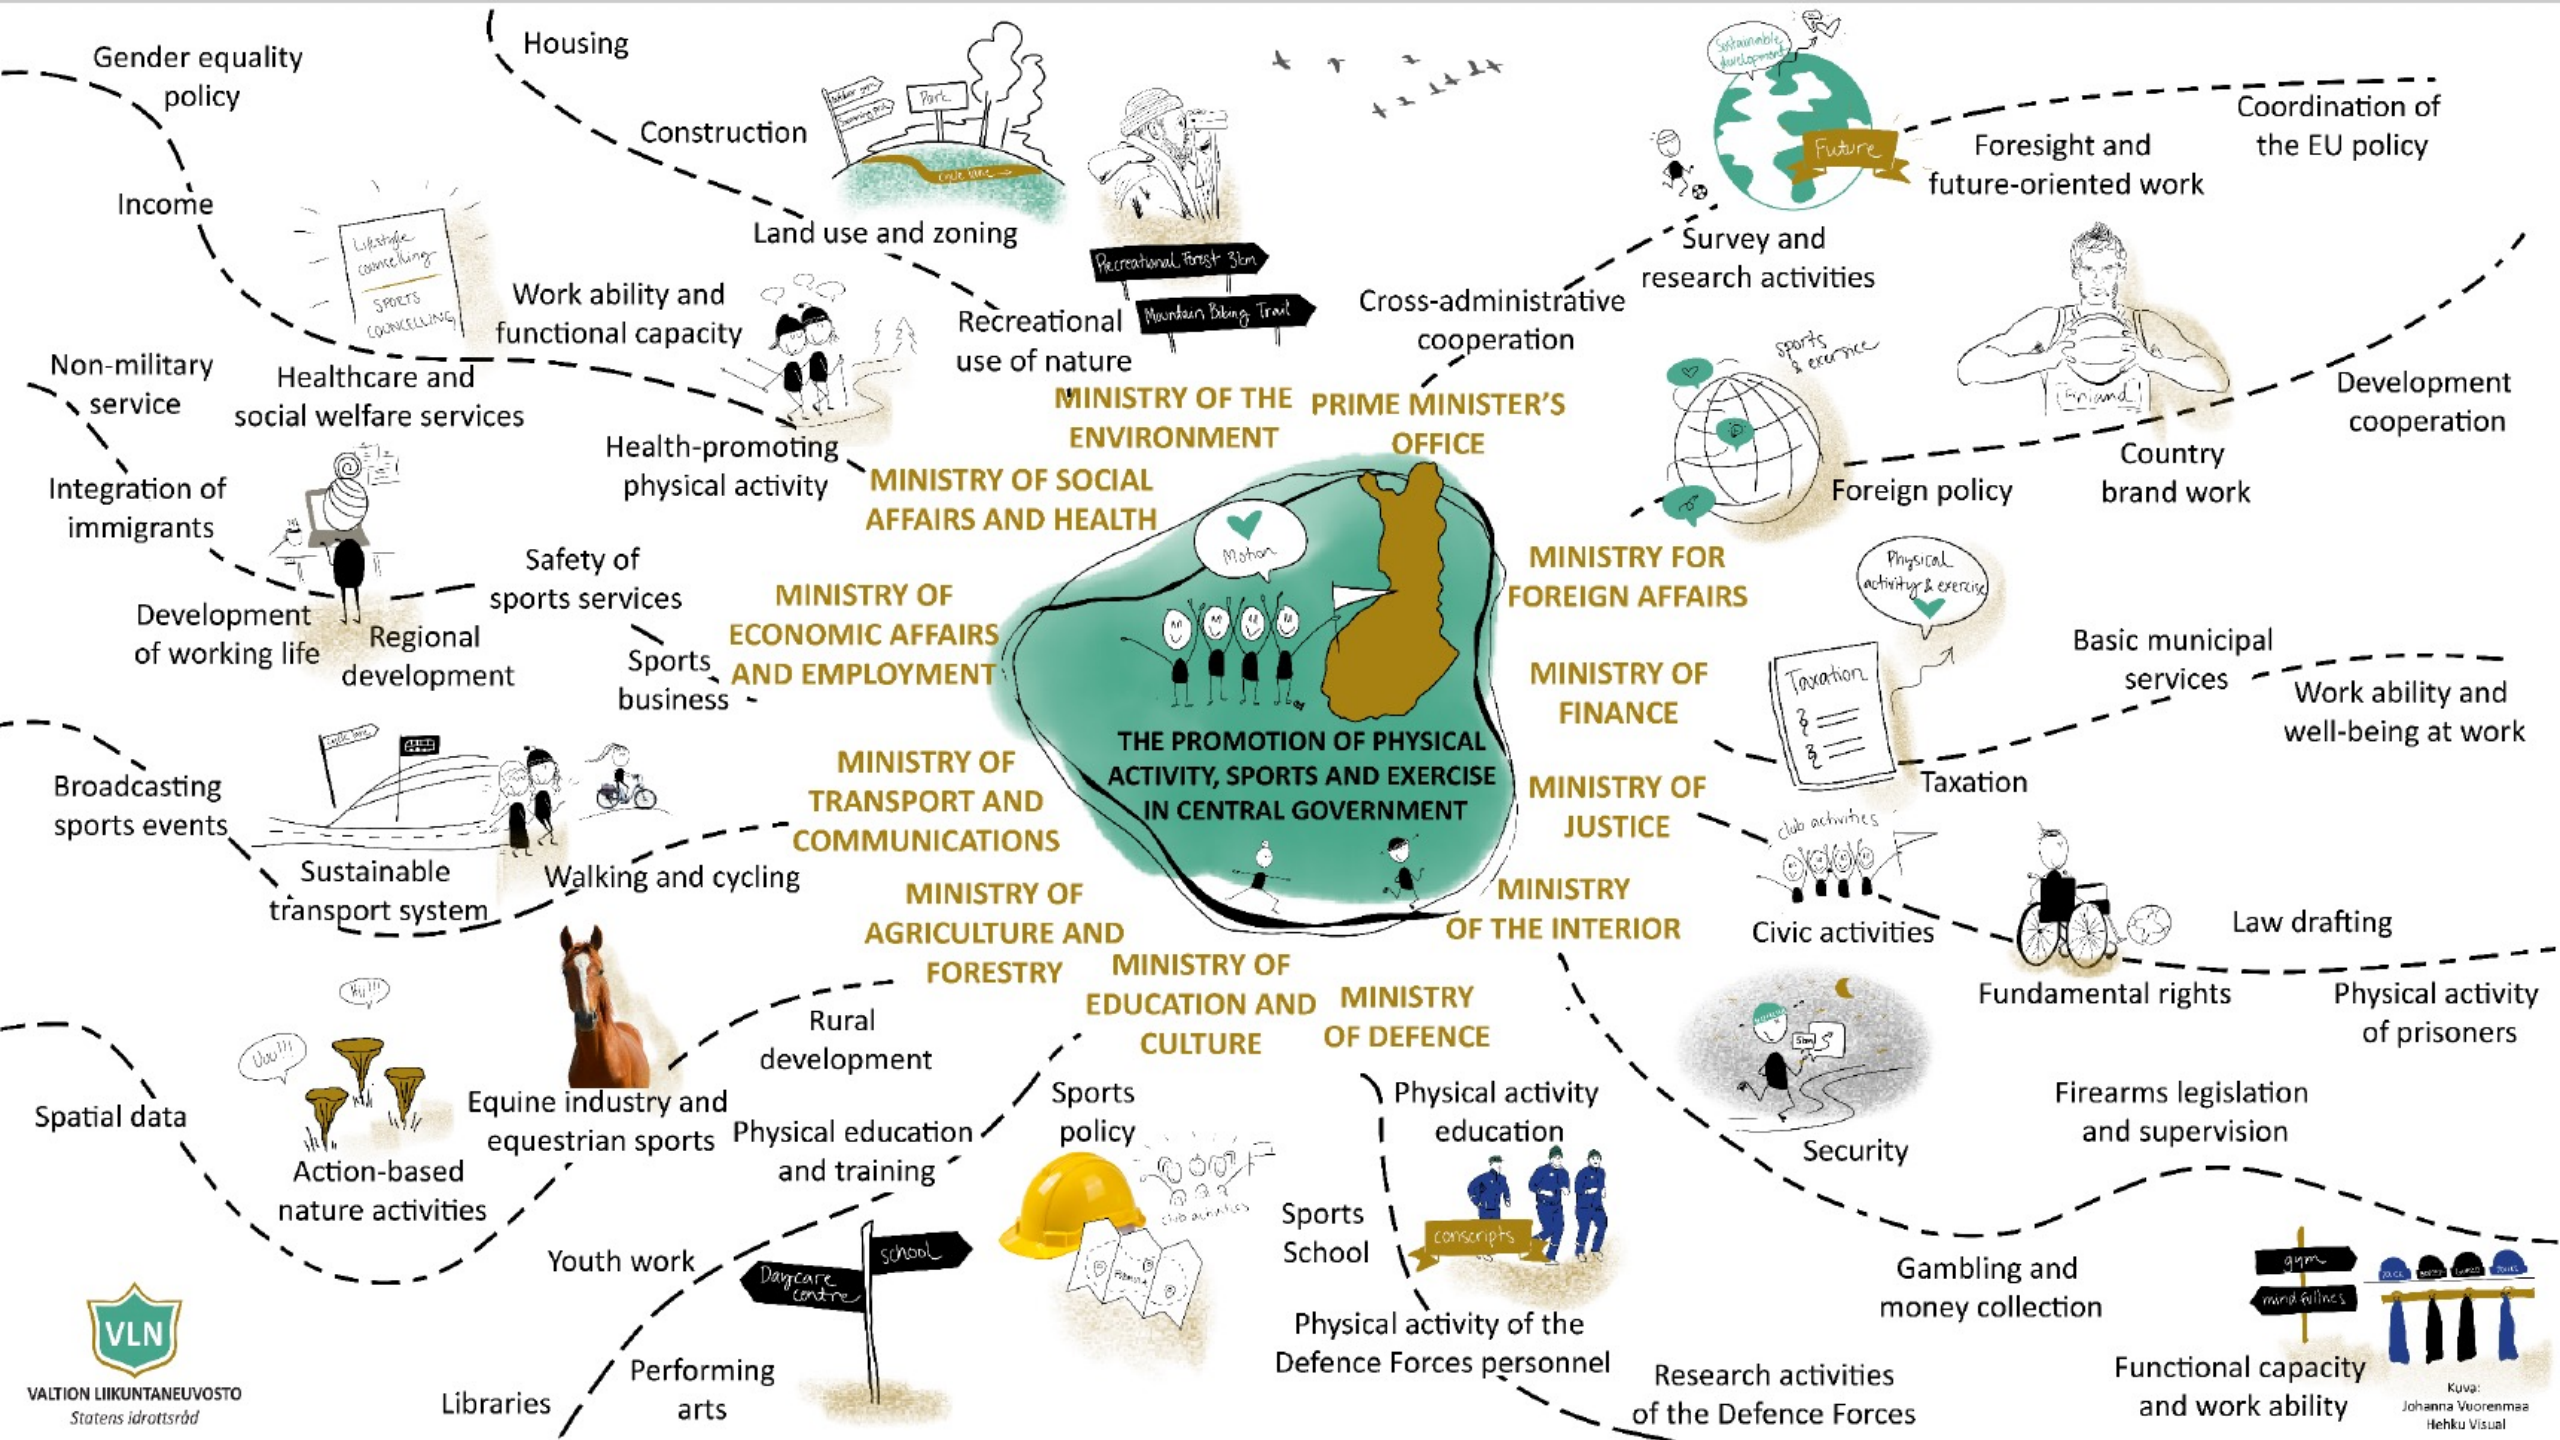 Gender equality
policy
Income
Lifestyle
councelling
SPORTS
COUNCELLING
Work ability and
functional capacity
Healthcare and
social welfare services
Health-promoting
physical activity
MINISTRY OF SOCIAL
AFFAIRS AND HEALTH
Housing
Construction
Park
cycle lane
Land use and zoning
Recreational
use of nature
Recreational Forest 3km
Mountain Biking Trail
MINISTRY OF THE
ENVIRONMENT
PRIME MINISTER'S
OFFICE
Cross-administrative
cooperation
Survey and
research activities
Sustainable
development
Future
Foresight and
future-oriented work
Coordination of
the EU policy
sports
& exercise
Finland
Development
cooperation
Country
brand work
Foreign policy
MINISTRY FOR
FOREIGN AFFAIRS
Non-military
service
Integration of
immigrants
Development
of working life
Regional
development
Safety of
sports services
Sports
business
MINISTRY OF
ECONOMIC AFFAIRS
AND EMPLOYMENT
Motion
THE PROMOTION OF PHYSICAL
ACTIVITY, SPORTS AND EXERCISE
IN CENTRAL GOVERNMENT
MINISTRY OF
FINANCE
Taxation
Physical
activity & exercise
Taxation
Basic municipal
services
Work ability and
well-being at work
MINISTRY OF
JUSTICE
club activities
Civic activities
Fundamental rights
Law drafting
Physical activity
of prisoners
Broadcasting
sports events
cycle lane
Sustainable
transport system
Walking and cycling
MINISTRY OF
TRANSPORT AND
COMMUNICATIONS
MINISTRY OF
AGRICULTURE AND
FORESTRY
Rural
development
Equine industry and
equestrian sports
Hii!!!
Uuu!!!
Action-based
nature activities
Spatial data
MINISTRY OF
EDUCATION AND
CULTURE
Sports
policy
club activities
Physical education
and training
Youth work
school
Daycare
centre
Performing
arts
Libraries
MINISTRY
OF DEFENCE
Physical activity
education
Sports
School
conscripts
Physical activity of the
Defence Forces personnel
Research activities
of the Defence Forces
MINISTRY
OF THE INTERIOR
5km
Security
Firearms legislation
and supervision
Gambling and
money collection
gym
mindfullnes
Functional capacity
and work ability
VLN
VALTION LIIKUNTANEUVOSTO
Statens idrottsråd
Kuva:
Johanna Vuorenmaa
Hehku Visual